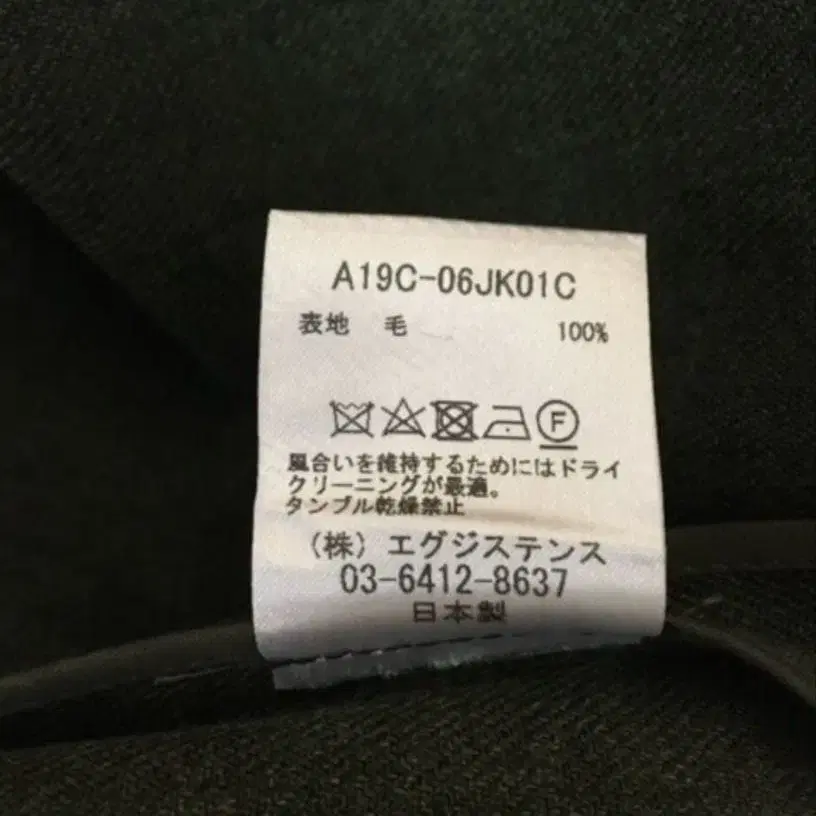 A19C-06JK01C
表地 毛 100%
F
風合いを維持するためにはドライ
クリーニングが最適。
タンブル乾燥禁止
(株) エグジステンス
03-6412-8637
日本製